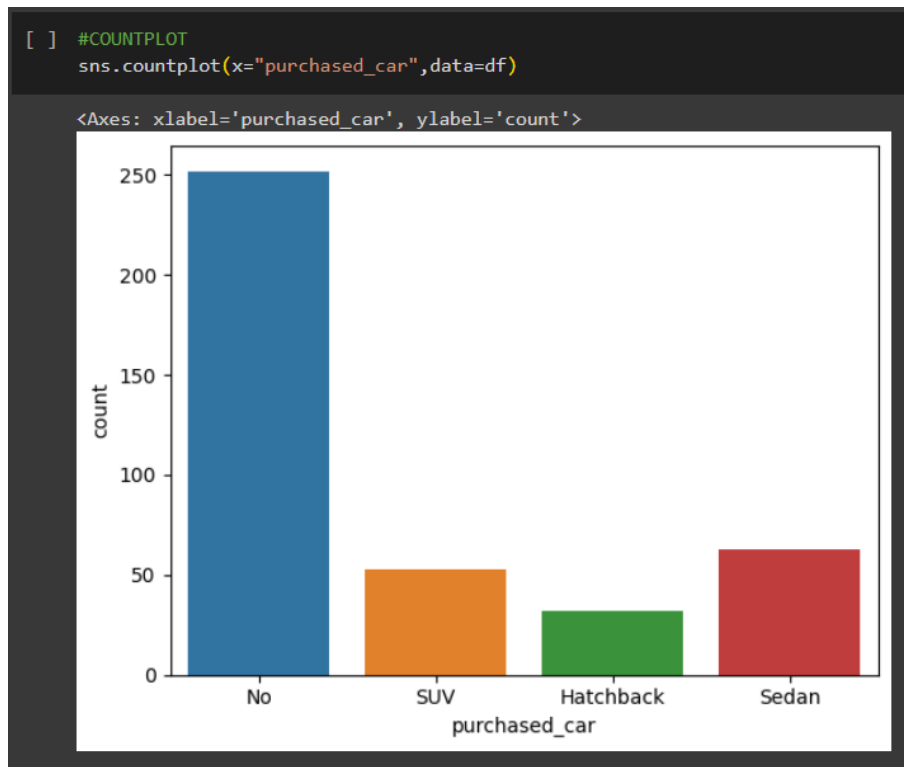 [ ] #COUNTPLOT
sns.countplot(x="purchased_car",data=df)
<Axes: xlabel='purchased_car', ylabel='count'>
250
200
150
100
50
0
count
No SUV Hatchback Sedan
purchased_car